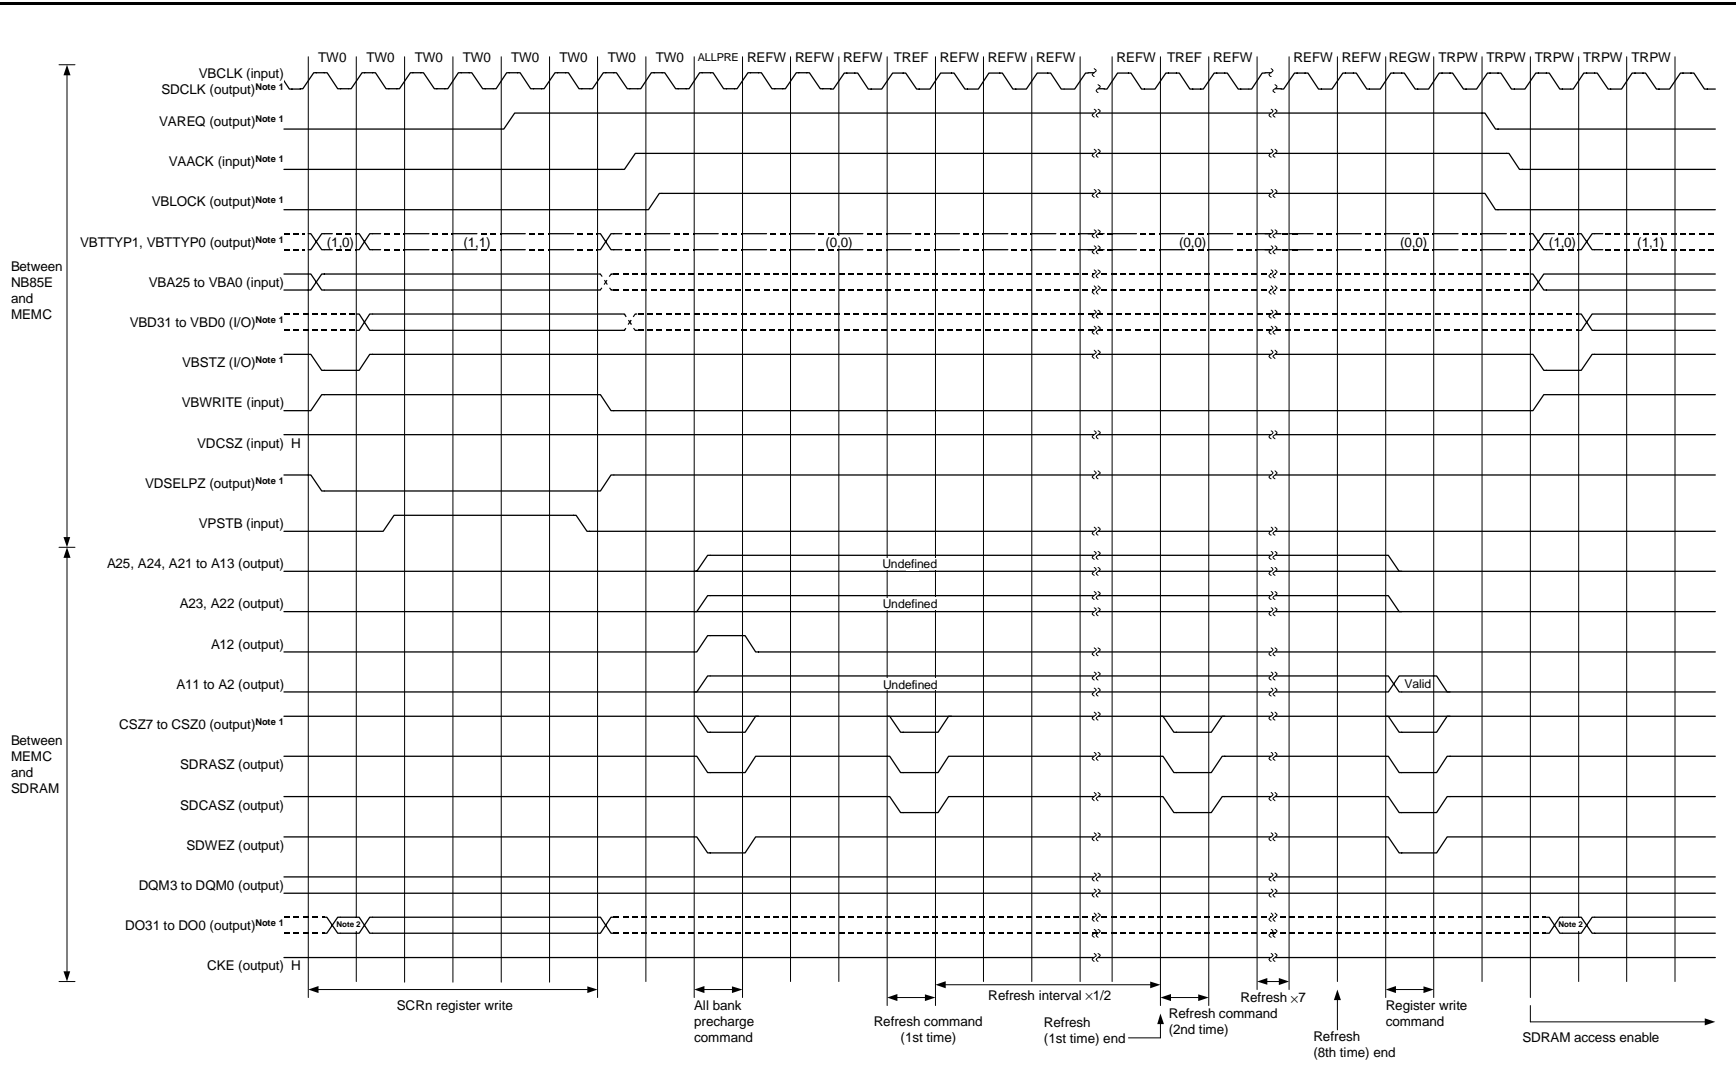 TW0 TW0 TW0 TW0 TW0 TW0 TW0 TW0 ALLPRE REFW REFW REFW TREF REFW REFW REFW REFW TREF REFW REFW REFW REGW TRPW TRPW TRPW TRPW TRPW
VBCLK (input)
SDCLK (output)Note 1
VAREQ (output)Note 1
VAACK (input)Note 1
VBLOCK (output)Note 1
VBTTYP1, VBTTYP0 (output)Note 1 (1,0) (1,1) (0,0) (0,0) (0,0) (1,0) (1,1)
Between
NB85E
and
MEMC
VBA25 to VBA0 (input) x
VBD31 to VBD0 (I/O)Note 1 x
VBSTZ (I/O)Note 1
VBWRITE (input)
VDCSZ (input) H
VDSELPZ (output)Note 1
VPSTB (input)
A25, A24, A21 to A13 (output) Undefined
A23, A22 (output) Undefined
A12 (output)
A11 to A2 (output) Undefined Valid
CSZ7 to CSZ0 (output)Note 1
Between
MEMC
and
SDRAM
SDRASZ (output)
SDCASZ (output)
SDWEZ (output)
DQM3 to DQM0 (output)
DO31 to DO0 (output)Note 1 Note 2 Note 2
CKE (output) H
SCRn register write
All bank
precharge
command
Refresh command
(1st time)
Refresh interval ×1/2
Refresh
(1st time) end
Refresh command
(2nd time)
Refresh ×7
Refresh
(8th time) end
Register write
command
SDRAM access enable